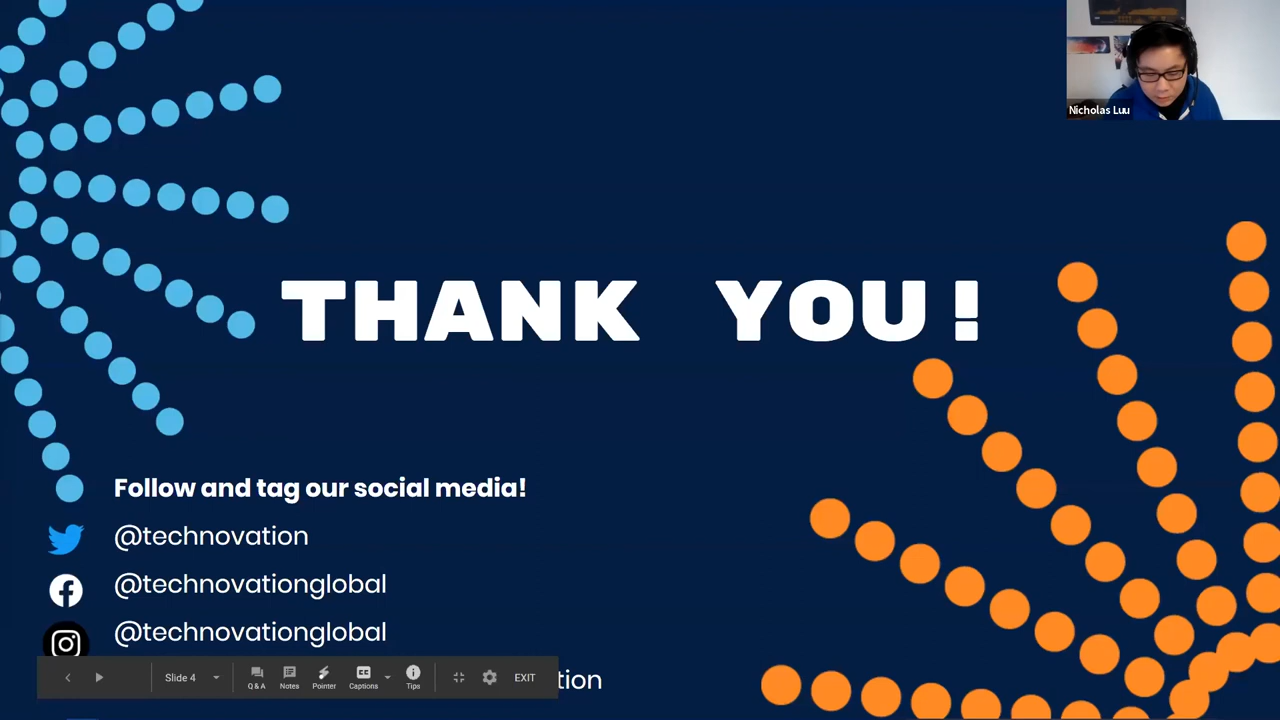 Nicholas Luu
THANK YOU!
Follow and tag our social media!
@technovation
@technovationglobal
@technovationglobal
tion
Slide 4
Q & A
Notes
Pointer
CC
Captions
Tips
EXIT